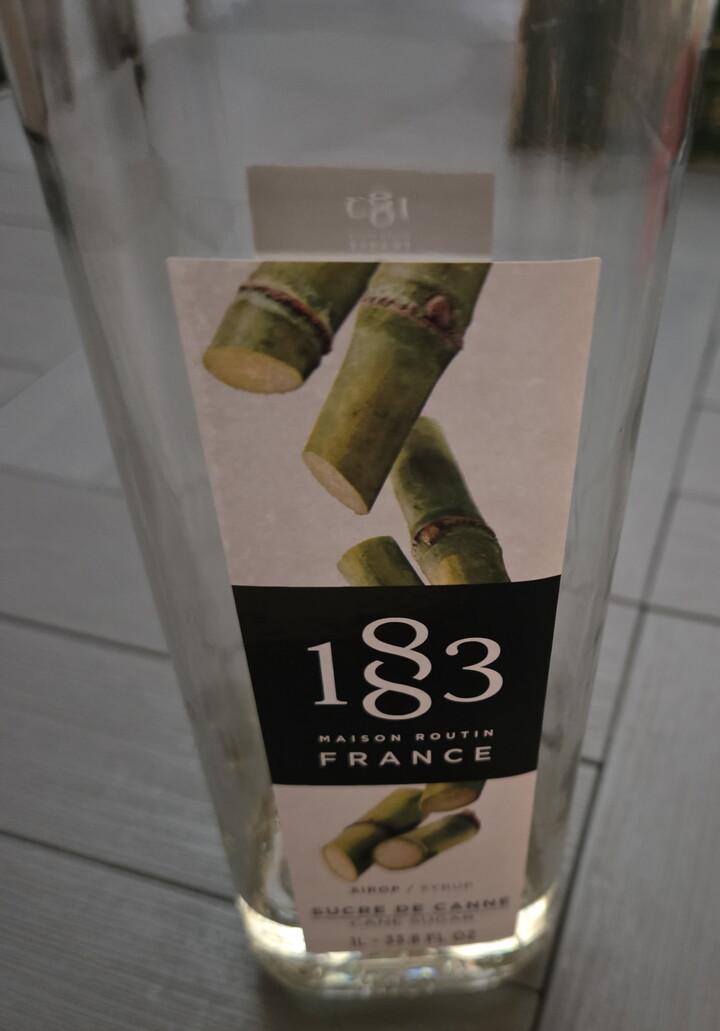 1883
MAISON ROUTIN
FRANCE
SIROP / SYRUP
SUCRE DE CANNE
CANE SUGAR
1L - 33.8 FL OZ